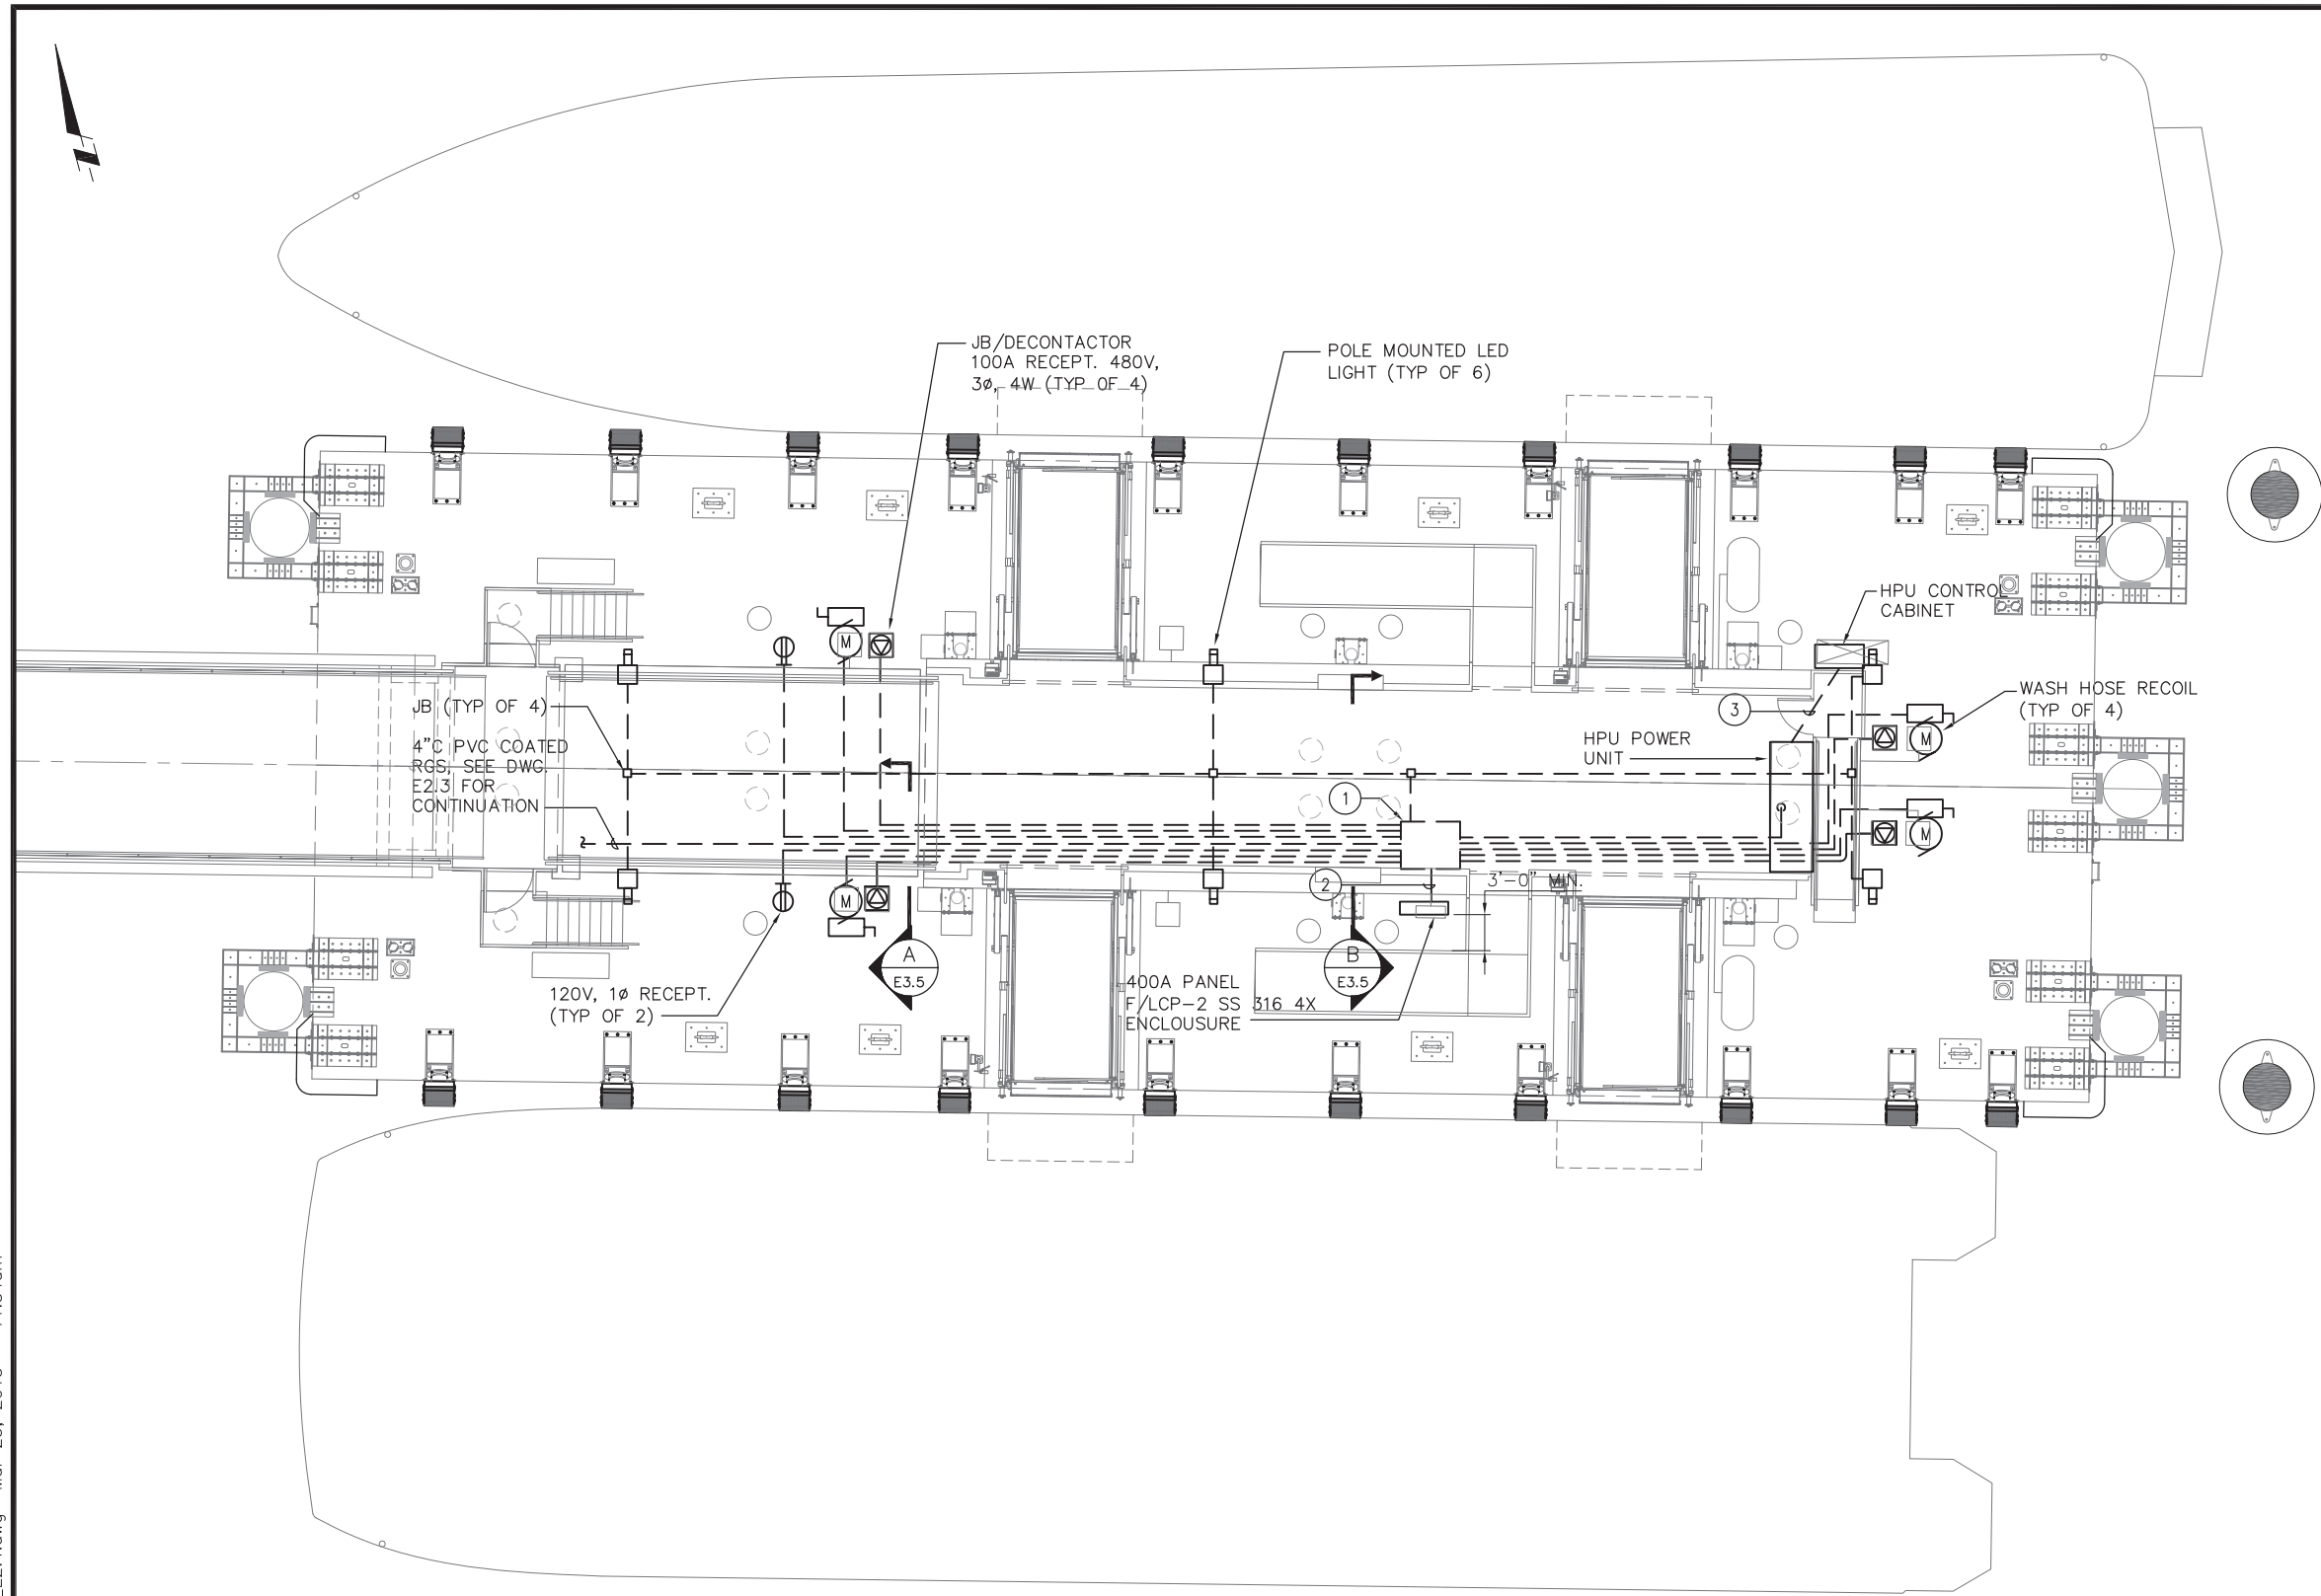 JB/DECONTACTOR
100A RECEPT. 480V,
3ø, 4W (TYP OF 4)
POLE MOUNTED LED
LIGHT (TYP OF 6)
HPU CONTROL
CABINET
M
WASH HOSE RECOIL
(TYP OF 4)
3
M
JB (TYP OF 4)
HPU POWER
UNIT
4"C PVC COATED
RGS, SEE DWG.
E2.3 FOR
CONTINUATION
1
M
2
3'-0" MIN.
M
A
E3.5
B
E3.5
400A PANEL
F/LCP-2 SS 316 4X
ENCLOUSURE
120V, 1ø RECEPT.
(TYP OF 2)